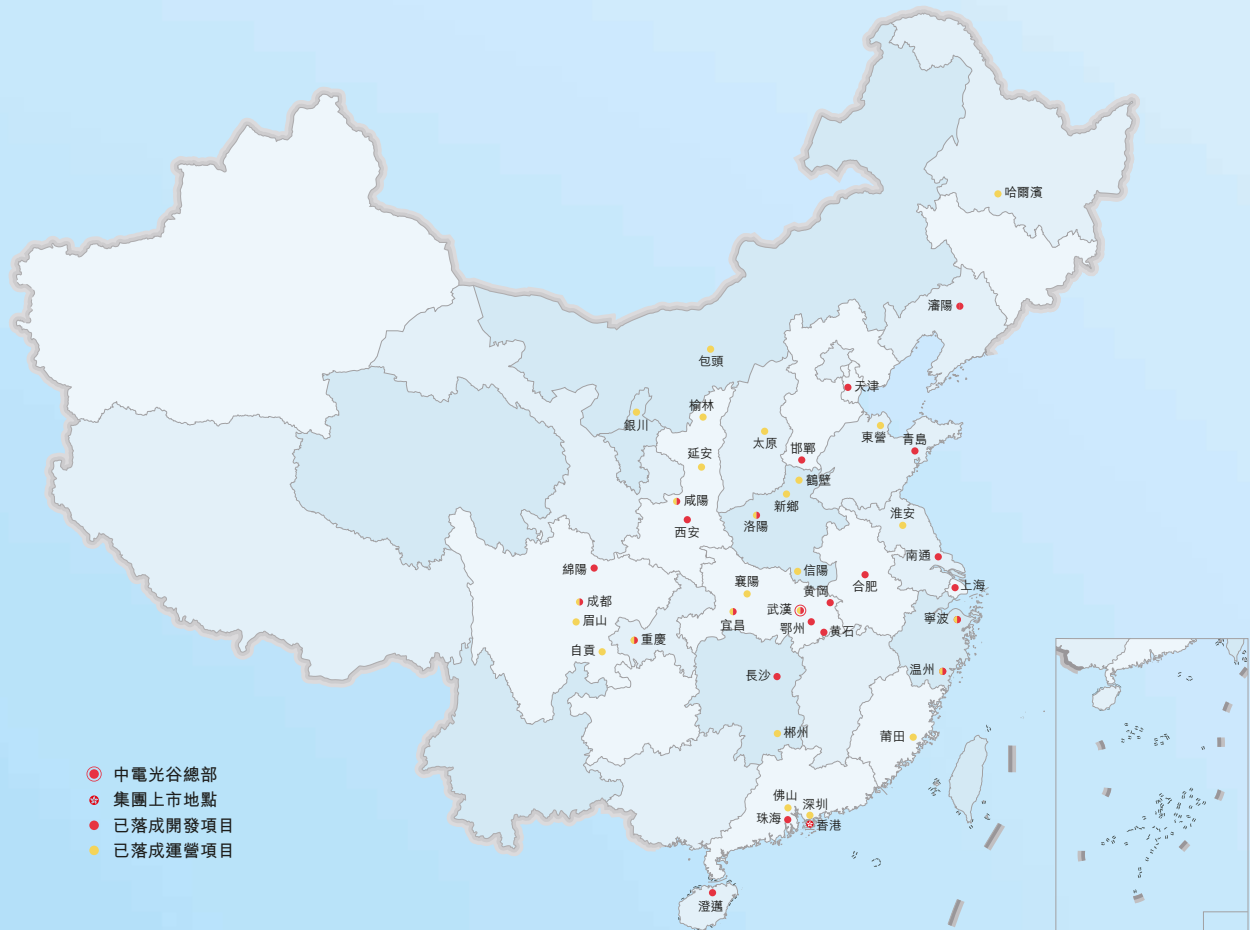 哈爾濱
瀋陽
包頭
天津
榆林
銀川
太原
東營
青島
邯鄲
延安
鶴壁
咸陽
新鄉
洛陽
淮安
西安
南通
綿陽
信陽
合肥
上海
襄陽
黄岡
成都
武漢
宜昌
眉山
鄂州
黃石
寧波
重慶
自貢
温州
長沙
郴州
莆田
佛山
深圳
珠海
香港
澄邁
中電光谷總部
集團上市地點
已落成開發項目
已落成運營項目